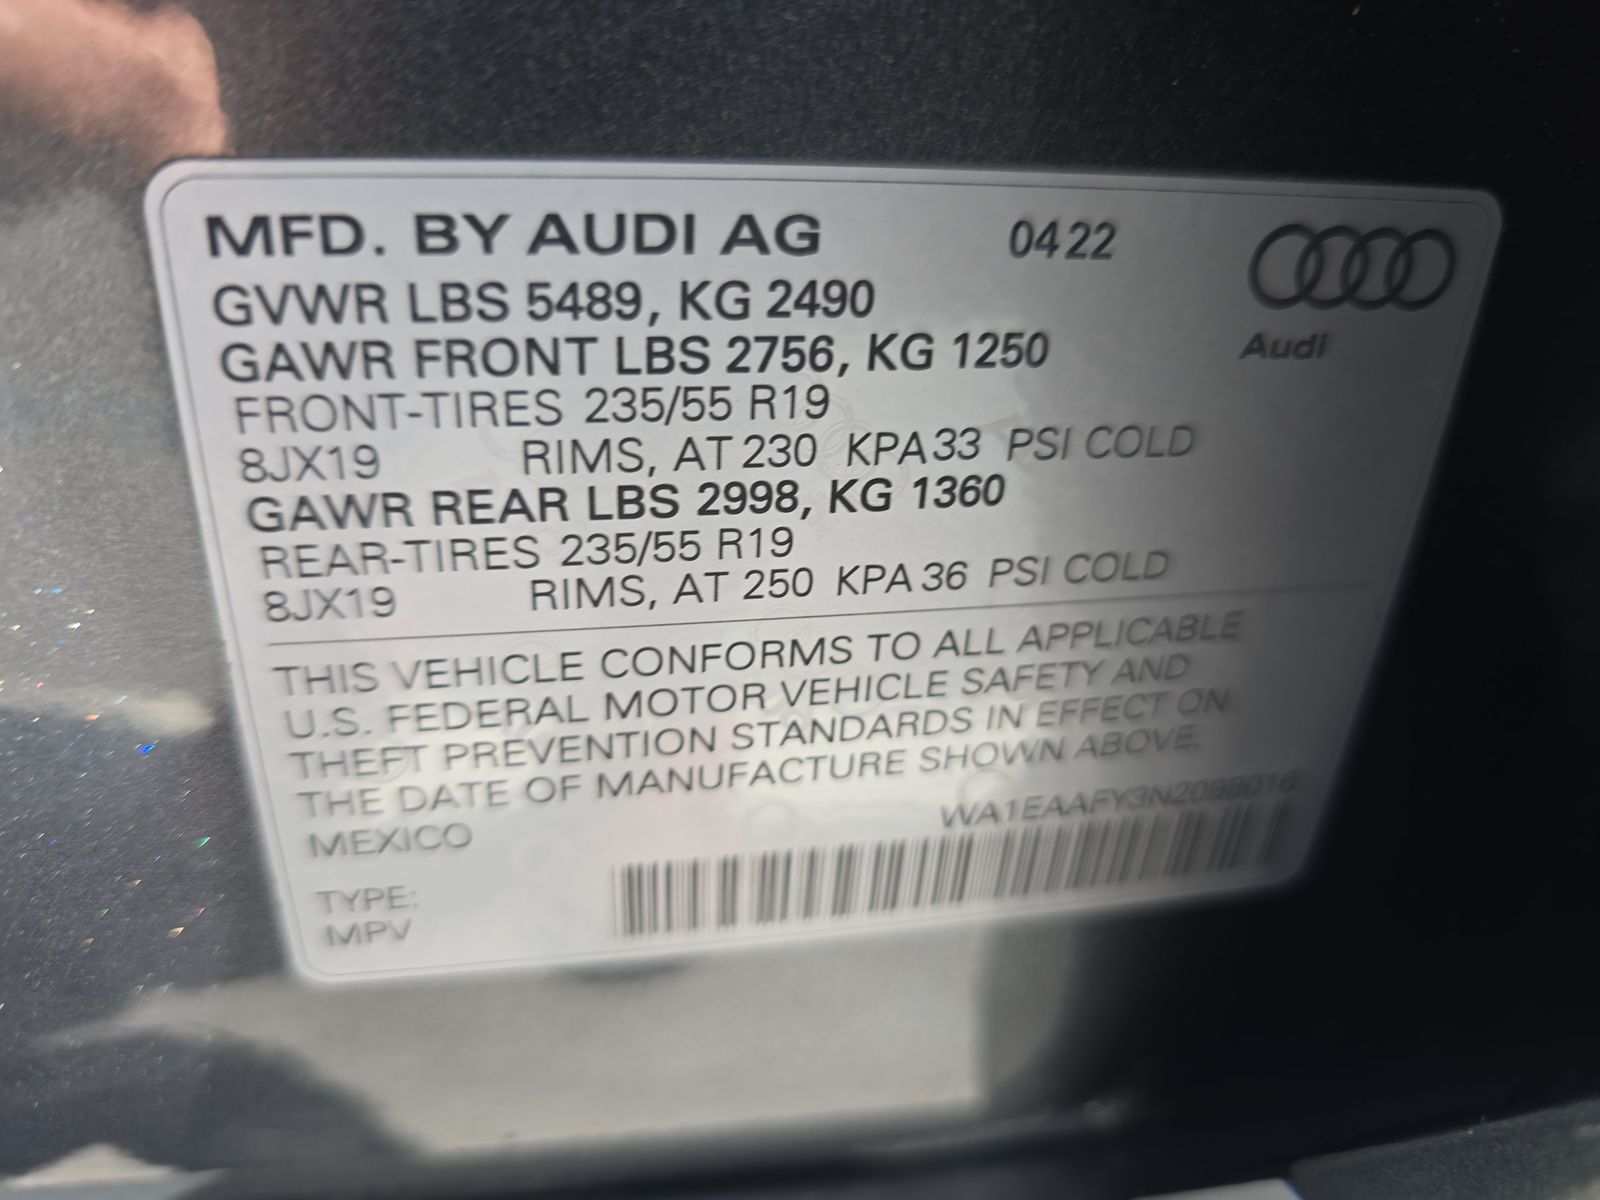 MFD. BY AUDI AG 0422
GVWR LBS 5489, KG 2490
Audi
GAWR FRONT LBS 2756, KG 1250
FRONT-TIRES 235/55 R19
8JX19 RIMS, AT 230 KPA 33 PSI COLD
GAWR REAR LBS 2998, KG 1360
REAR-TIRES 235/55 R19
8JX19 RIMS, AT 250 KPA 36 PSI COLD
THIS VEHICLE CONFORMS TO ALL APPLICABLE
U.S. FEDERAL MOTOR VEHICLE SAFETY AND
THEFT PREVENTION STANDARDS IN EFFECT ON
THE DATE OF MANUFACTURE SHOWN ABOVE.
MEXICO
TYPE:
MPV